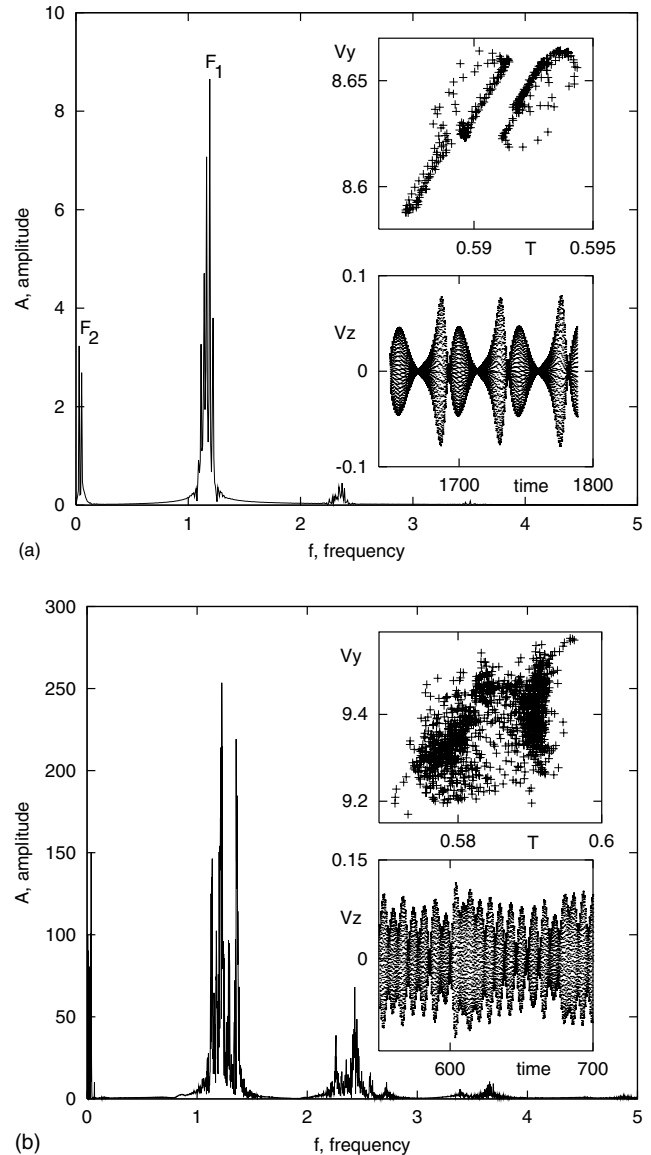 10
8
6
4
2
0
A, amplitude
F1
F2
Vy
8.65
8.6
0.59 T 0.595
0.1
Vz
0
-0.1
1700 time 1800
0 1 2 3 4 5
(a) f, frequency
300
250
200
150
100
50
0
A, amplitude
Vy
9.4
9.2
0.58 T 0.6
0.15
Vz
0
600 time 700
0 1 2 3 4 5
(b) f, frequency